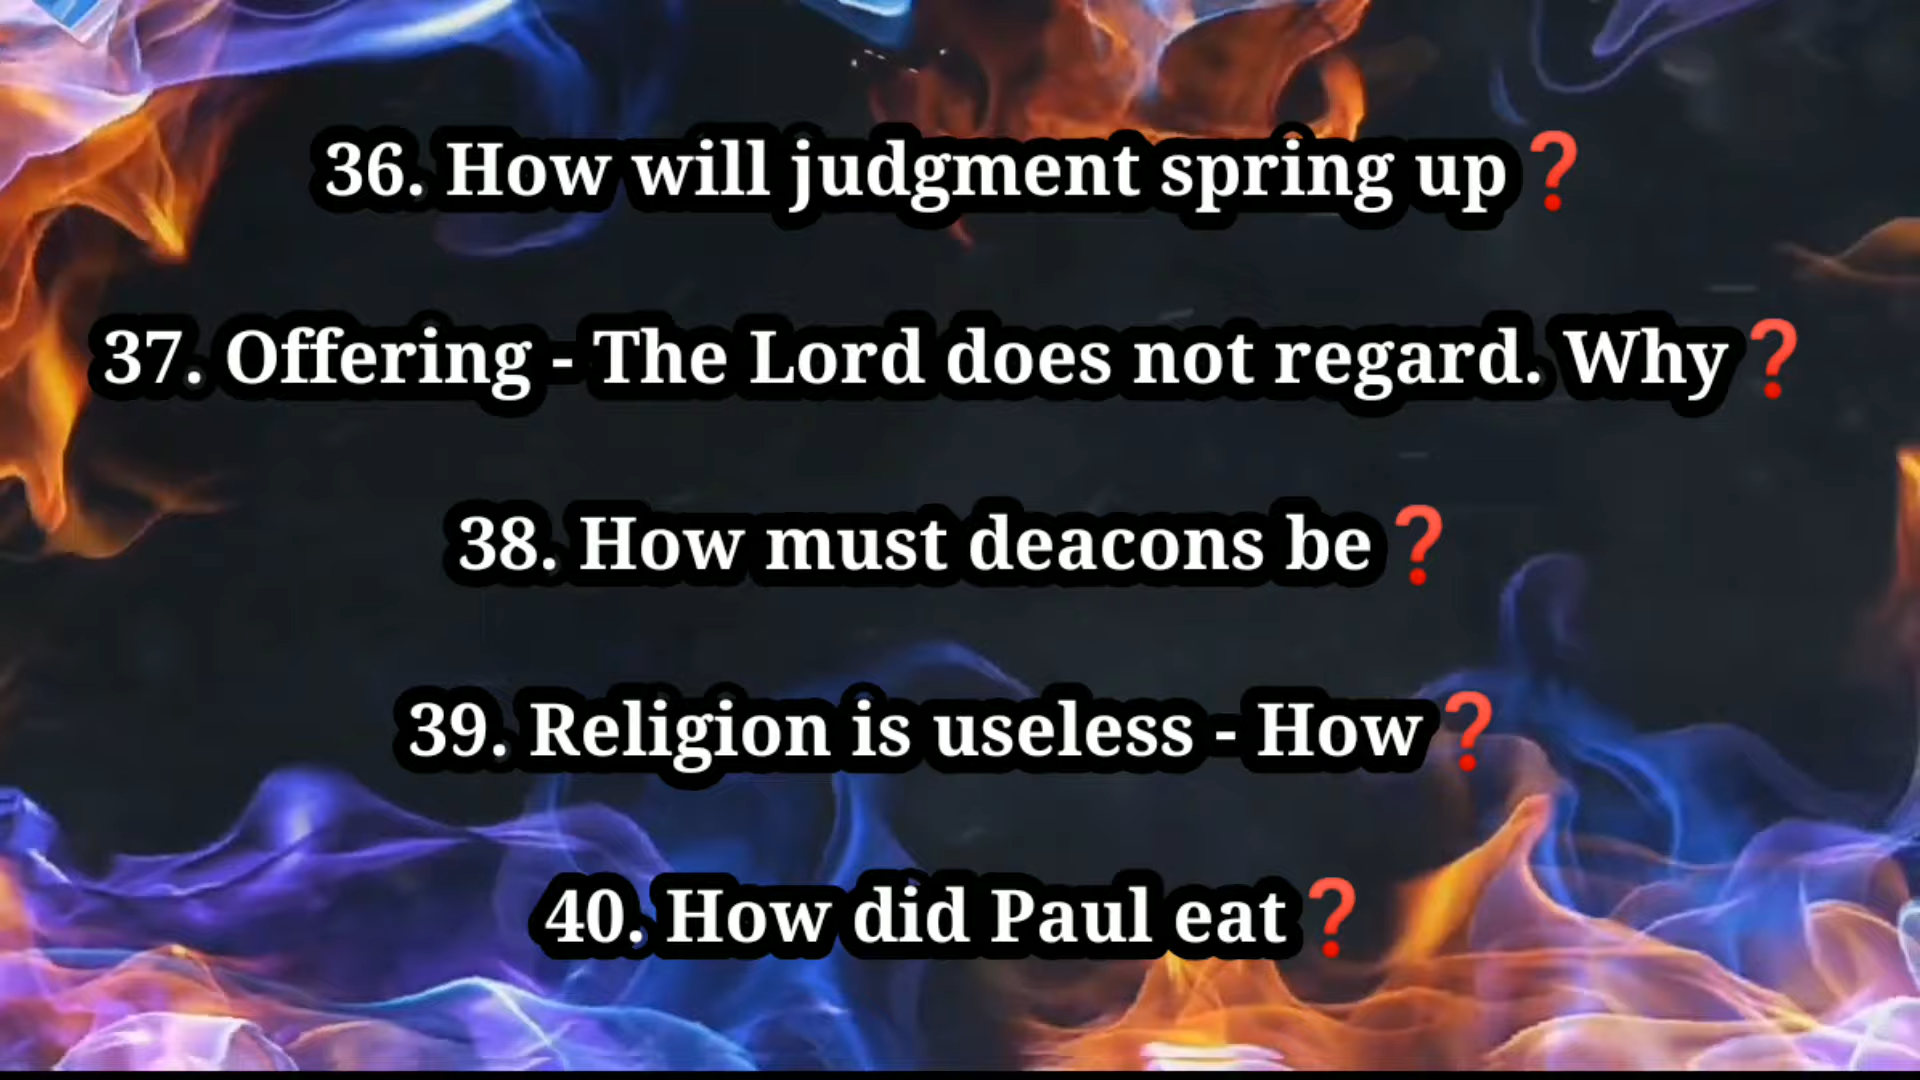 36. How will judgment spring up❓
37. Offering - The Lord does not regard. Why❓
38. How must deacons be❓
39. Religion is useless - How❓
40. How did Paul eat❓